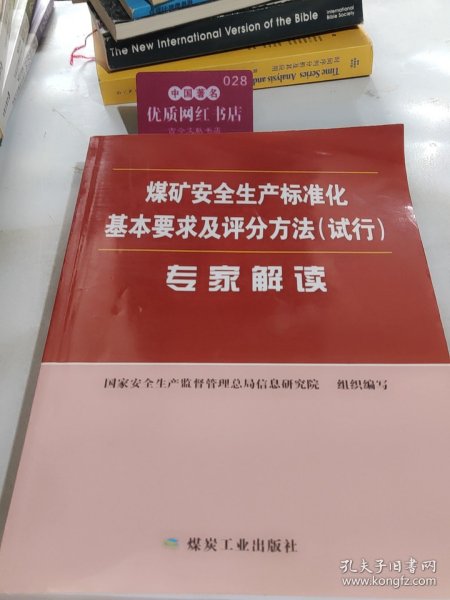 The New International Version of the Bible
International
Bible Society
Time Series Analysis and
028
中国著名
优质网红书店
煤矿安全生产标准化
基本要求及评分方法（试行）
专家解读
国家安全生产监督管理总局信息研究院 组织编写
煤炭工业出版社
孔夫子旧书网
www.kongfz.com